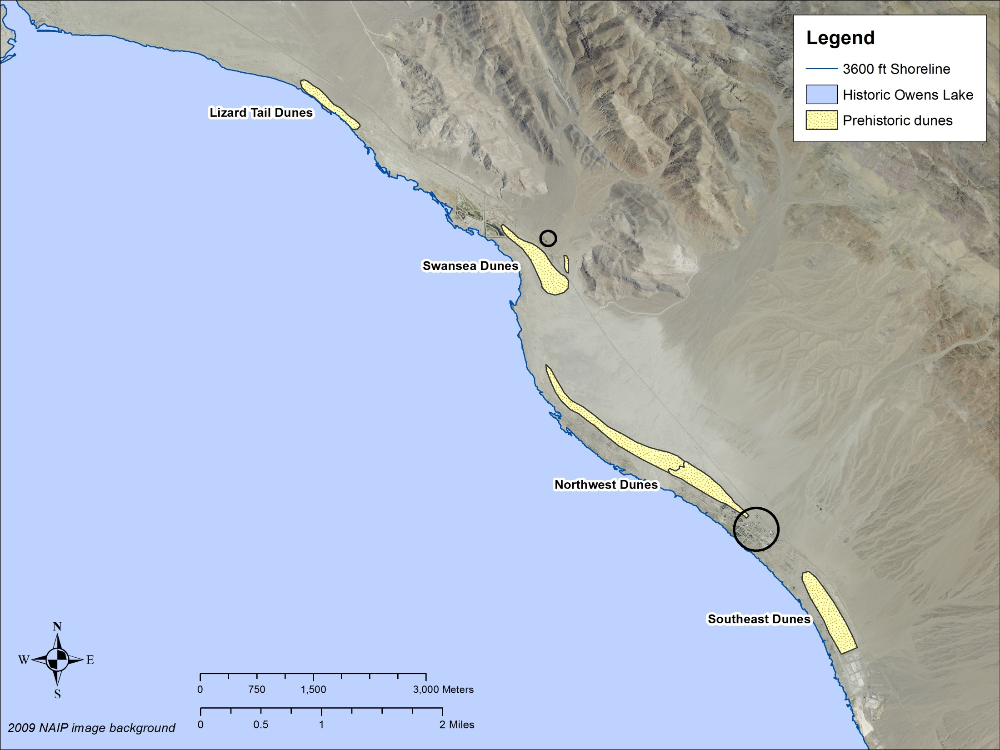 Legend
3600 ft Shoreline
Historic Owens Lake
Prehistoric dunes
Lizard Tail Dunes
Swansea Dunes
Northwest Dunes
Southeast Dunes
N
W E
S
0 750 1,500 3,000 Meters
0 0.5 1 2 Miles
2009 NAIP image background